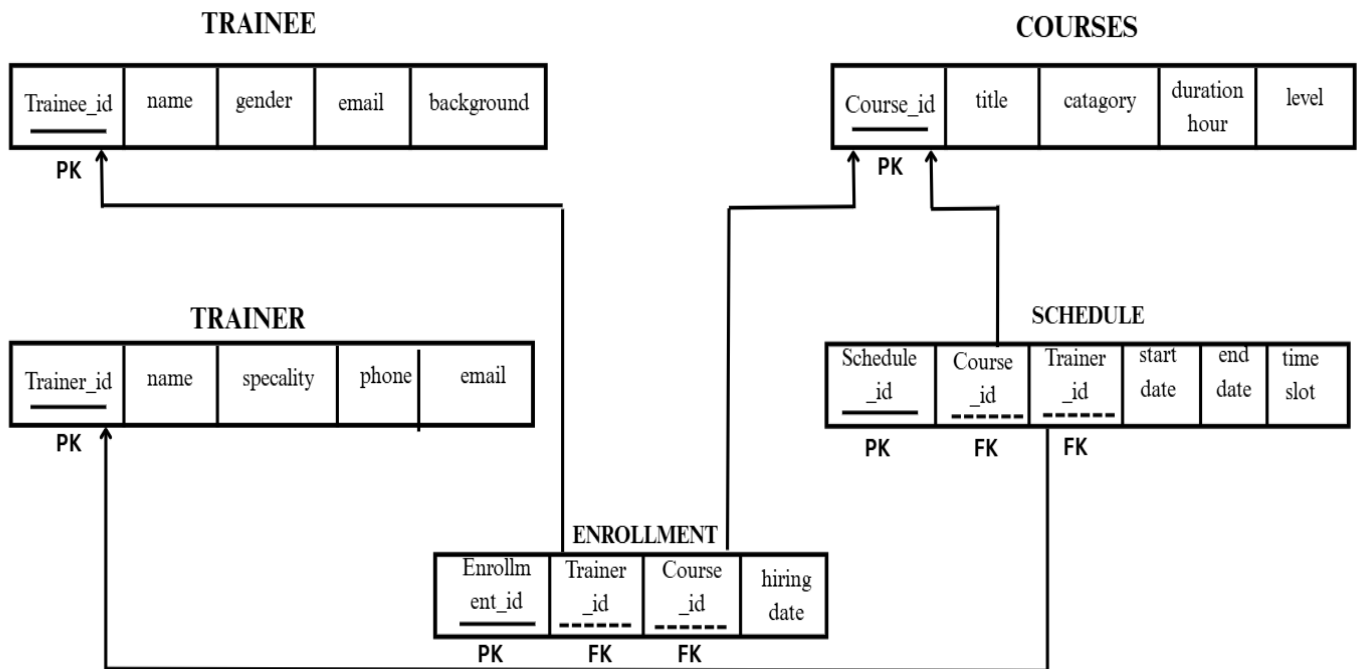 TRAINEE
Trainee_id name gender email background
PK
COURSES
Course_id title catagory duration
hour level
PK
TRAINER
Trainer_id name specality phone email
PK
SCHEDULE
Schedule
_id Course
_id Trainer
_id start
date end
date time
slot
PK FK FK
ENROLLMENT
Enrollm
ent_id Trainer
_id Course
_id hiring
date
PK FK FK